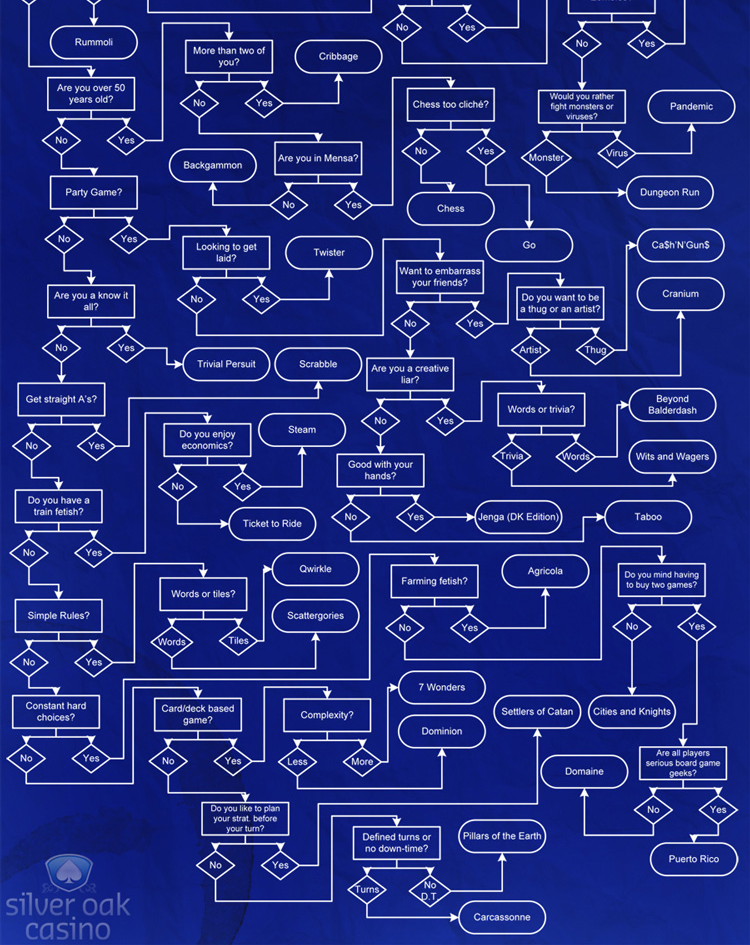 No
Yes
No
Yes
Rummoli
More than two of
you?
Cribbage
No
Yes
Are you over 50
years old?
No
Yes
Chess too cliché?
No
Yes
Would you rather
fight monsters or
viruses?
Pandemic
Monster
Virus
Dungeon Run
Backgammon
Are you in Mensa?
No
Yes
Chess
Go
Party Game?
No
Yes
Looking to get
laid?
No
Yes
Twister
Want to embarrass
your friends?
No
Yes
Ca$h'N'Gun$
Do you want to be
a thug or an artist?
Artist
Thug
Cranium
Are you a know it
all?
No
Yes
Trivial Persuit
Scrabble
Are you a creative
liar?
No
Yes
Get straight A's?
No
Yes
Words or trivia?
Trivia
Words
Beyond
Balderdash
Wits and Wagers
Do you enjoy
economics?
No
Yes
Steam
Ticket to Ride
Good with your
hands?
No
Yes
Jenga (DK Edition)
Taboo
Do you have a
train fetish?
No
Yes
Words or tiles?
Words
Tiles
Qwirkle
Scattergories
Farming fetish?
No
Yes
Agricola
Do you mind having
to buy two games?
No
Yes
Simple Rules?
No
Yes
Constant hard
choices?
No
Yes
Card/deck based
game?
No
Yes
Complexity?
Less
More
7 Wonders
Dominion
Settlers of Catan
Cities and Knights
Are all players
serious board game
geeks?
No
Yes
Domaine
Puerto Rico
Do you like to plan
your strat. before
your turn?
No
Yes
Defined turns or
no down-time?
Turns
No
D.T.
Pillars of the Earth
Carcassonne
silver oak
casino